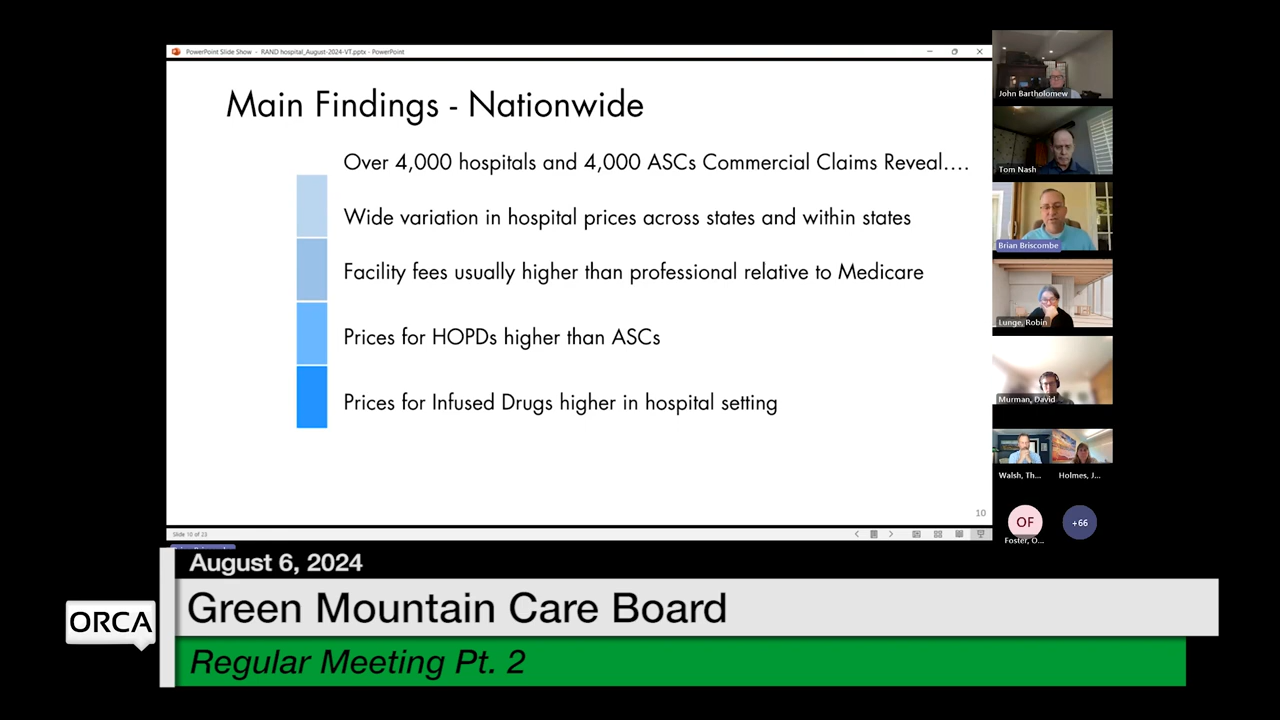 PowerPoint Slide Show - RAND hospital_August-2024-VT.pptx - PowerPoint
Main Findings - Nationwide
Over 4,000 hospitals and 4,000 ASCs Commercial Claims Reveal....
Wide variation in hospital prices across states and within states
Facility fees usually higher than professional relative to Medicare
Prices for HOPDs higher than ASCs
Prices for Infused Drugs higher in hospital setting
10
Slide 10 of 23
John Bartholomew
Tom Nash
Brian Briscombe
Lunge, Robin
Murman, David
Walsh, Th...
Holmes, J...
OF
+66
Foster, O...
August 6, 2024
ORCA
Green Mountain Care Board
Regular Meeting Pt. 2